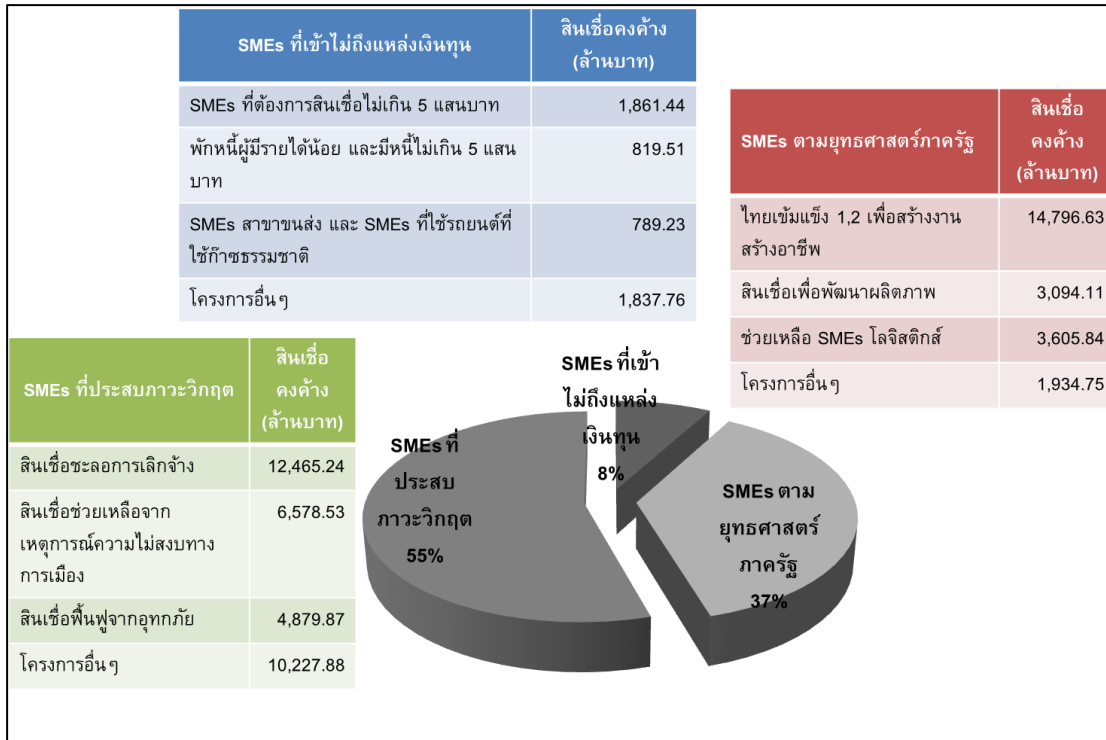 SMEs ที่เข้าไม่ถึงแหล่งเงินทุน
สินเชื่อคงค้าง
(ล้านบาท)
SMEs ที่ต้องการสินเชื่อไม่เกิน 5 แสนบาท
1,861.44
พักหนี้ผู้มีรายได้น้อย และมีหนี้ไม่เกิน 5 แสน
บาท
819.51
SMEs สาขาขนส่ง และ SMEs ที่ใช้รถยนต์ที่
ใช้ก๊าซธรรมชาติ
789.23
โครงการอื่นๆ
1,837.76
SMEs ตามยุทธศาสตร์ภาครัฐ
สินเชื่อ
คงค้าง
(ล้านบาท)
ไทยเข้มแข็ง 1,2 เพื่อสร้างงาน
สร้างอาชีพ
14,796.63
สินเชื่อเพื่อพัฒนาผลิตภาพ
3,094.11
ช่วยเหลือ SMEs โลจิสติกส์
3,605.84
โครงการอื่นๆ
1,934.75
SMEs ที่ประสบภาวะวิกฤต
สินเชื่อ
คงค้าง
(ล้านบาท)
สินเชื่อชะลอการเลิกจ้าง
12,465.24
สินเชื่อช่วยเหลือจาก
เหตุการณ์ความไม่สงบทาง
การเมือง
6,578.53
สินเชื่อฟื้นฟูจากอุทกภัย
4,879.87
โครงการอื่นๆ
10,227.88
SMEs ที่เข้า
ไม่ถึงแหล่ง
เงินทุน
8%
SMEs ที่
ประสบ
ภาวะวิกฤต
55%
SMEs ตาม
ยุทธศาสตร์
ภาครัฐ
37%